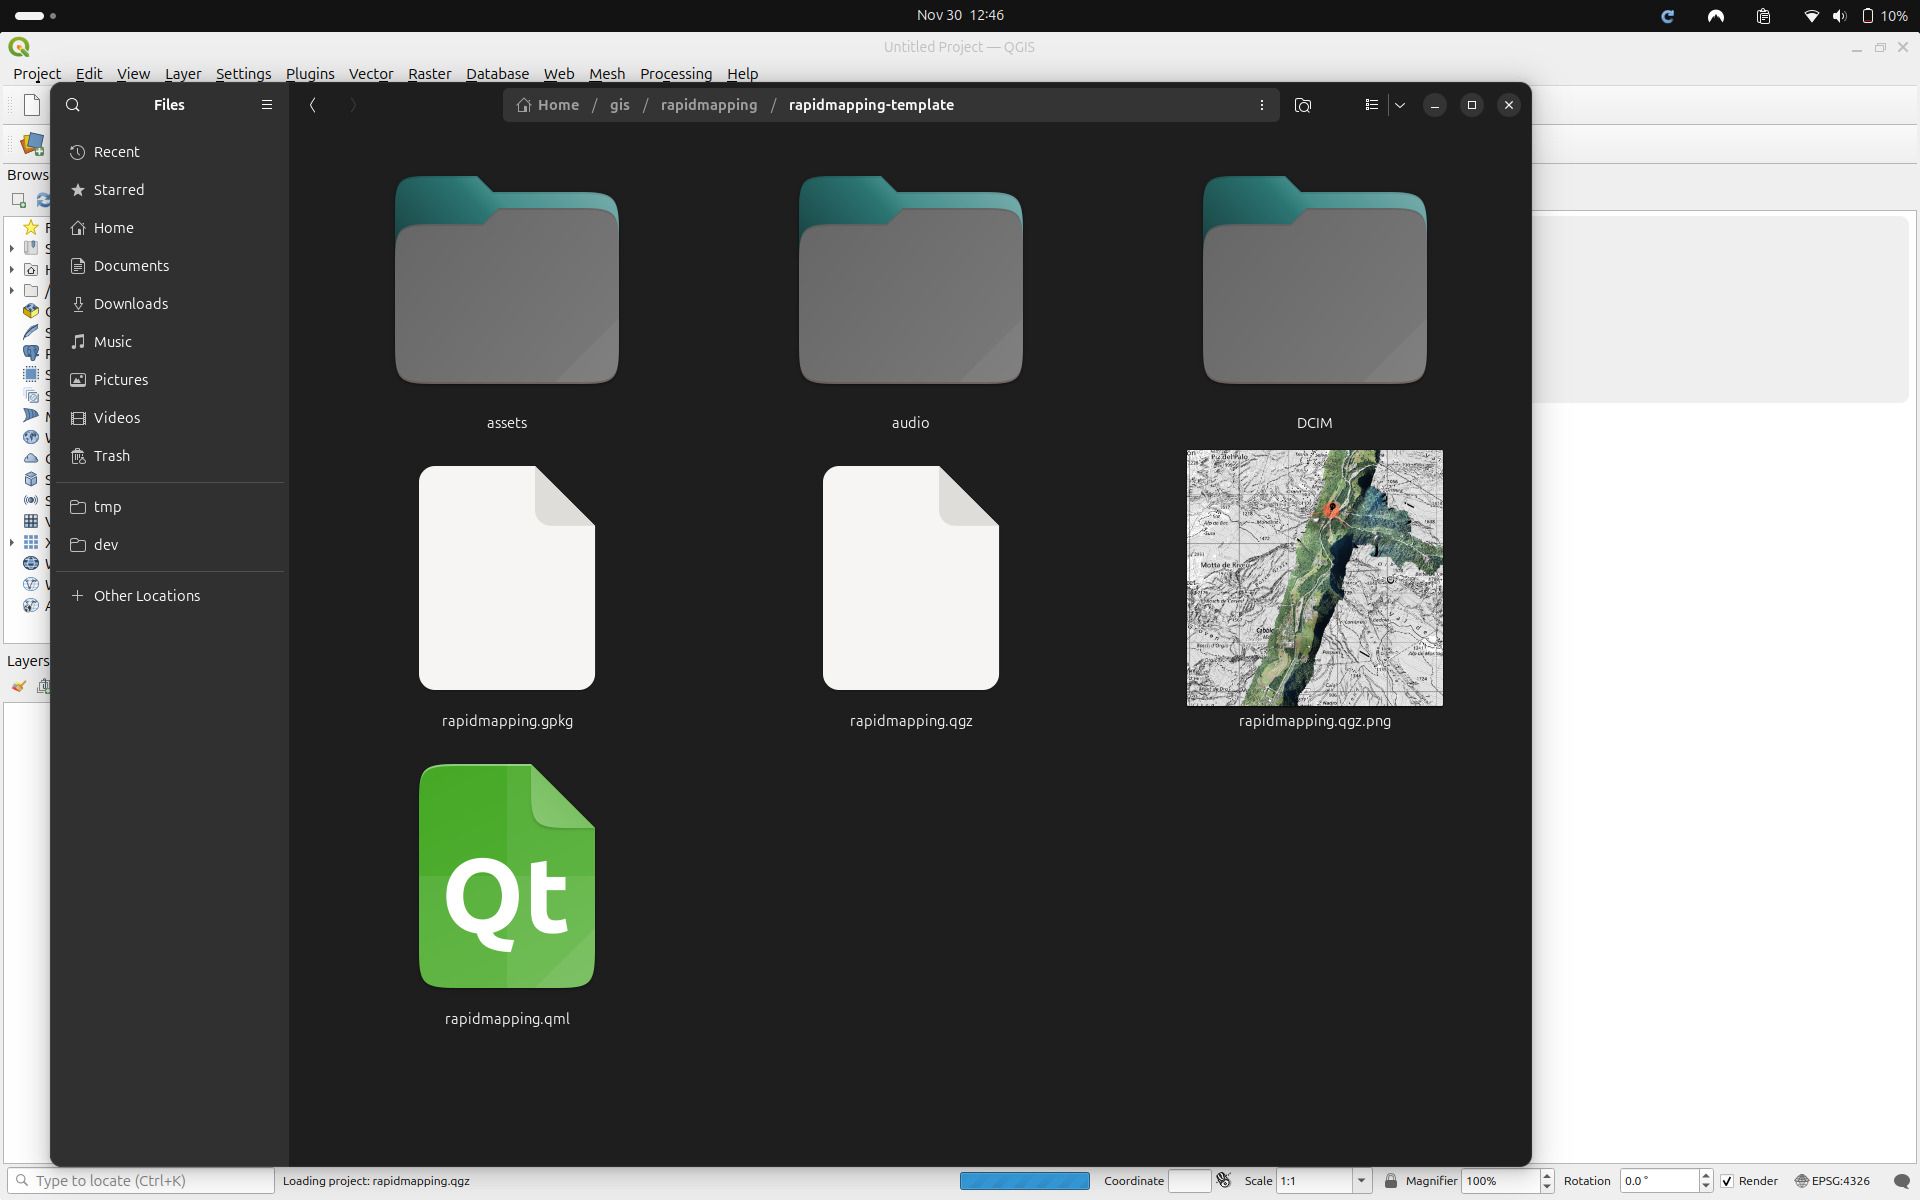 Nov 30 12:46
10%
Untitled Project — QGIS
Project Edit View Layer Settings Plugins Vector Raster Database Web Mesh Processing Help
Files
Home / gis / rapidmapping / rapidmapping-template
Brows
Recent
Starred
Home
Documents
Downloads
Music
Pictures
Videos
Trash
tmp
dev
Other Locations
Layers
assets
audio
DCIM
rapidmapping.gpkg
rapidmapping.qgz
rapidmapping.qgz.png
Qt
rapidmapping.qml
Type to locate (Ctrl+K)
Loading project: rapidmapping.qgz
Coordinate
Scale 1:1
Magnifier 100%
Rotation 0.0 °
Render
EPSG:4326